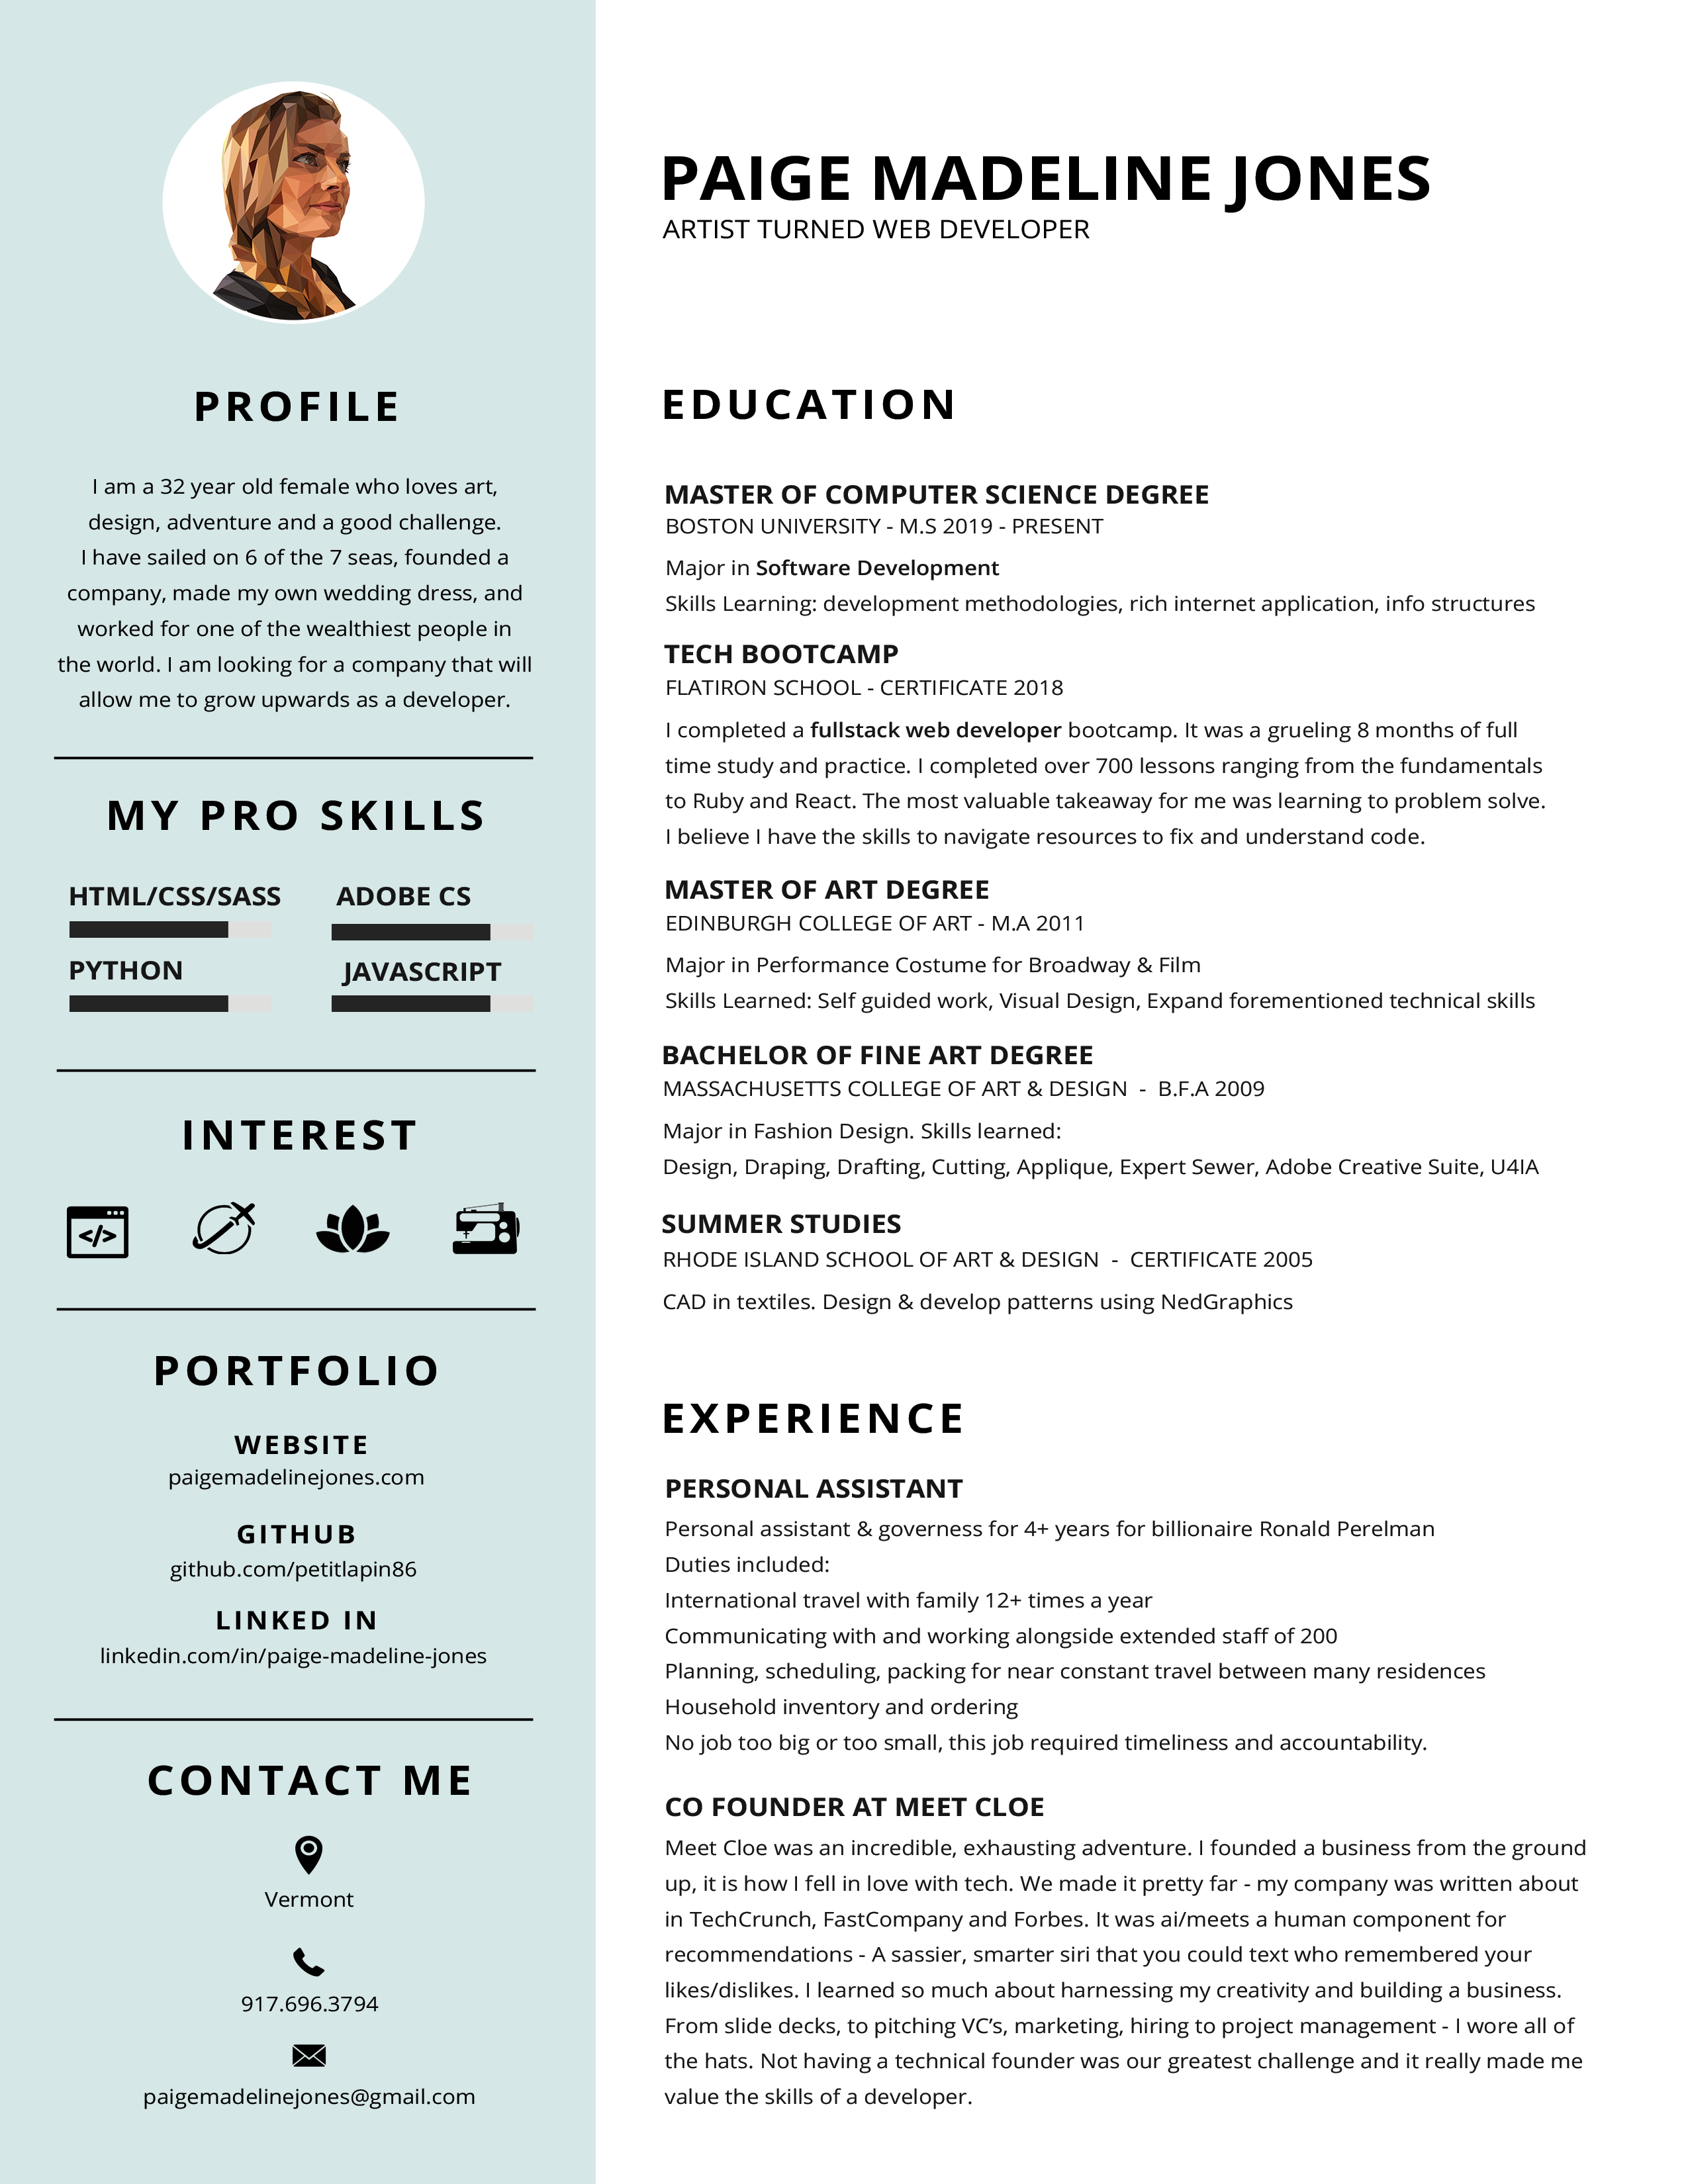 PAIGE MADELINE JONES
ARTIST TURNED WEB DEVELOPER
PROFILE
I am a 32 year old female who loves art,
design, adventure and a good challenge.
I have sailed on 6 of the 7 seas, founded a
company, made my own wedding dress, and
worked for one of the wealthiest people in
the world. I am looking for a company that will
allow me to grow upwards as a developer.
MY PRO SKILLS
HTML/CSS/SASS
ADOBE CS
PYTHON
JAVASCRIPT
INTEREST
</>
PORTFOLIO
WEBSITE
paigemadelinejones.com
GITHUB
github.com/petitlapin86
LINKED IN
linkedin.com/in/paige-madeline-jones
CONTACT ME
Vermont
917.696.3794
paigemadelinejones@gmail.com
EDUCATION
MASTER OF COMPUTER SCIENCE DEGREE
BOSTON UNIVERSITY - M.S 2019 - PRESENT
Major in Software Development
Skills Learning: development methodologies, rich internet application, info structures
TECH BOOTCAMP
FLATIRON SCHOOL - CERTIFICATE 2018
I completed a fullstack web developer bootcamp. It was a grueling 8 months of full
time study and practice. I completed over 700 lessons ranging from the fundamentals
to Ruby and React. The most valuable takeaway for me was learning to problem solve.
I believe I have the skills to navigate resources to fix and understand code.
MASTER OF ART DEGREE
EDINBURGH COLLEGE OF ART - M.A 2011
Major in Performance Costume for Broadway & Film
Skills Learned: Self guided work, Visual Design, Expand forementioned technical skills
BACHELOR OF FINE ART DEGREE
MASSACHUSETTS COLLEGE OF ART & DESIGN - B.F.A 2009
Major in Fashion Design. Skills learned:
Design, Draping, Drafting, Cutting, Applique, Expert Sewer, Adobe Creative Suite, U4IA
SUMMER STUDIES
RHODE ISLAND SCHOOL OF ART & DESIGN - CERTIFICATE 2005
CAD in textiles. Design & develop patterns using NedGraphics
EXPERIENCE
PERSONAL ASSISTANT
Personal assistant & governess for 4+ years for billionaire Ronald Perelman
Duties included:
International travel with family 12+ times a year
Communicating with and working alongside extended staff of 200
Planning, scheduling, packing for near constant travel between many residences
Household inventory and ordering
No job too big or too small, this job required timeliness and accountability.
CO FOUNDER AT MEET CLOE
Meet Cloe was an incredible, exhausting adventure. I founded a business from the ground
up, it is how I fell in love with tech. We made it pretty far - my company was written about
in TechCrunch, FastCompany and Forbes. It was ai/meets a human component for
recommendations - A sassier, smarter siri that you could text who remembered your
likes/dislikes. I learned so much about harnessing my creativity and building a business.
From slide decks, to pitching VC’s, marketing, hiring to project management - I wore all of
the hats. Not having a technical founder was our greatest challenge and it really made me
value the skills of a developer.